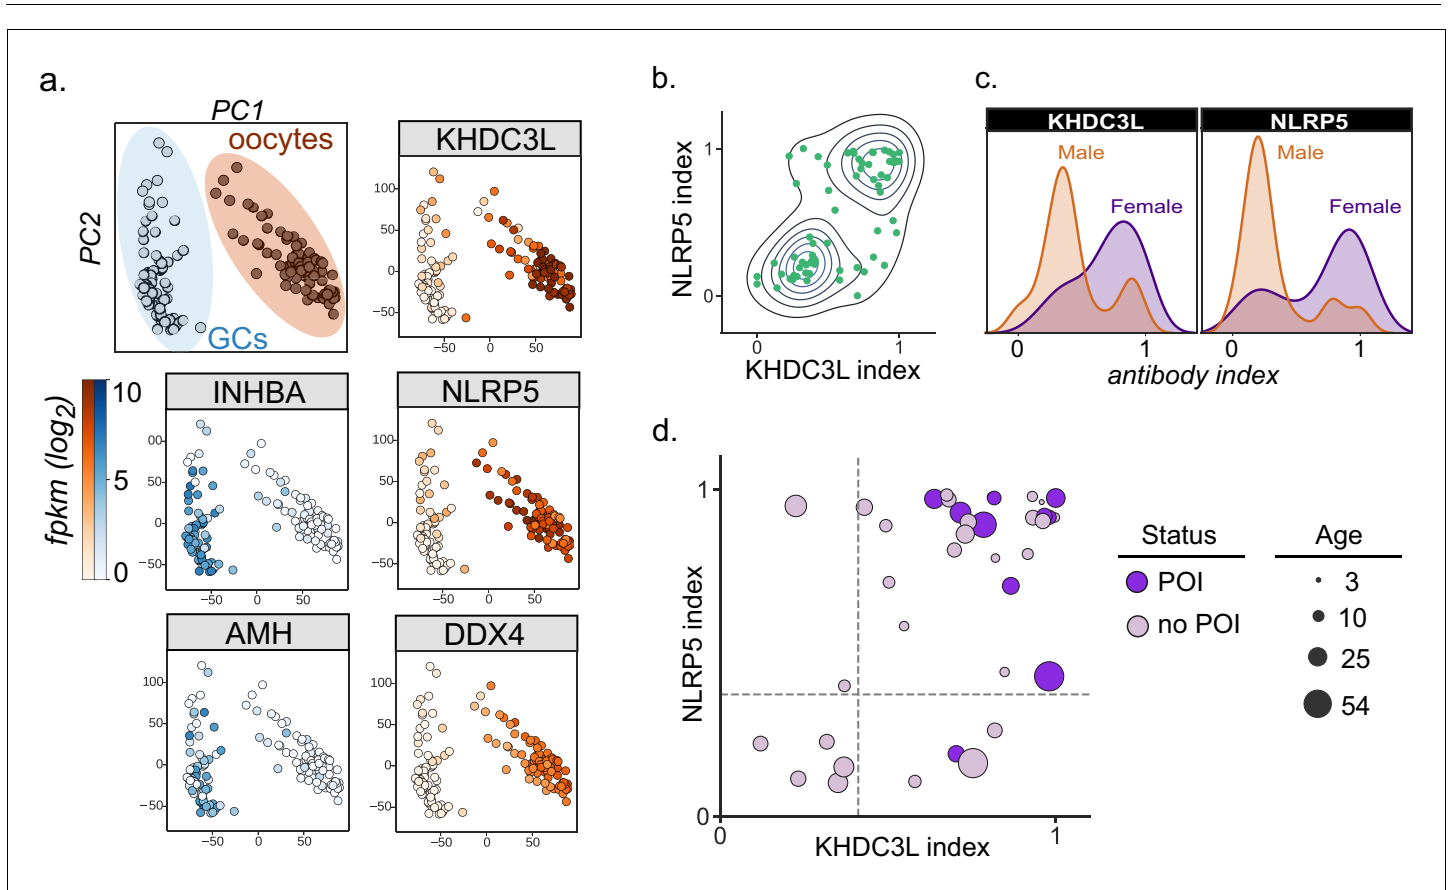 a.
PC1
oocytes
PC2
GCs
KHDC3L
100
50
0
−50
−50 0 50
fpkm (log2)
10
5
0
INHBA
00
50
0
−50
−50 0 50
NLRP5
100
50
0
−50
−50 0 50
AMH
100
50
0
−50
−50 0 50
DDX4
100
50
0
−50
−50 0 50
b.
NLRP5 index
1
0
0 1
KHDC3L index
c.
KHDC3L NLRP5
Male Male
Female Female
0 1 0 1
antibody index
d.
NLRP5 index
1
0
0 1
KHDC3L index
Status
POI
no POI
Age
3
10
25
54